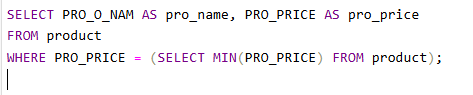 SELECT PRO_O_NAM AS pro_name, PRO_PRICE AS pro_price
FROM product
WHERE PRO_PRICE = (SELECT MIN(PRO_PRICE) FROM product);